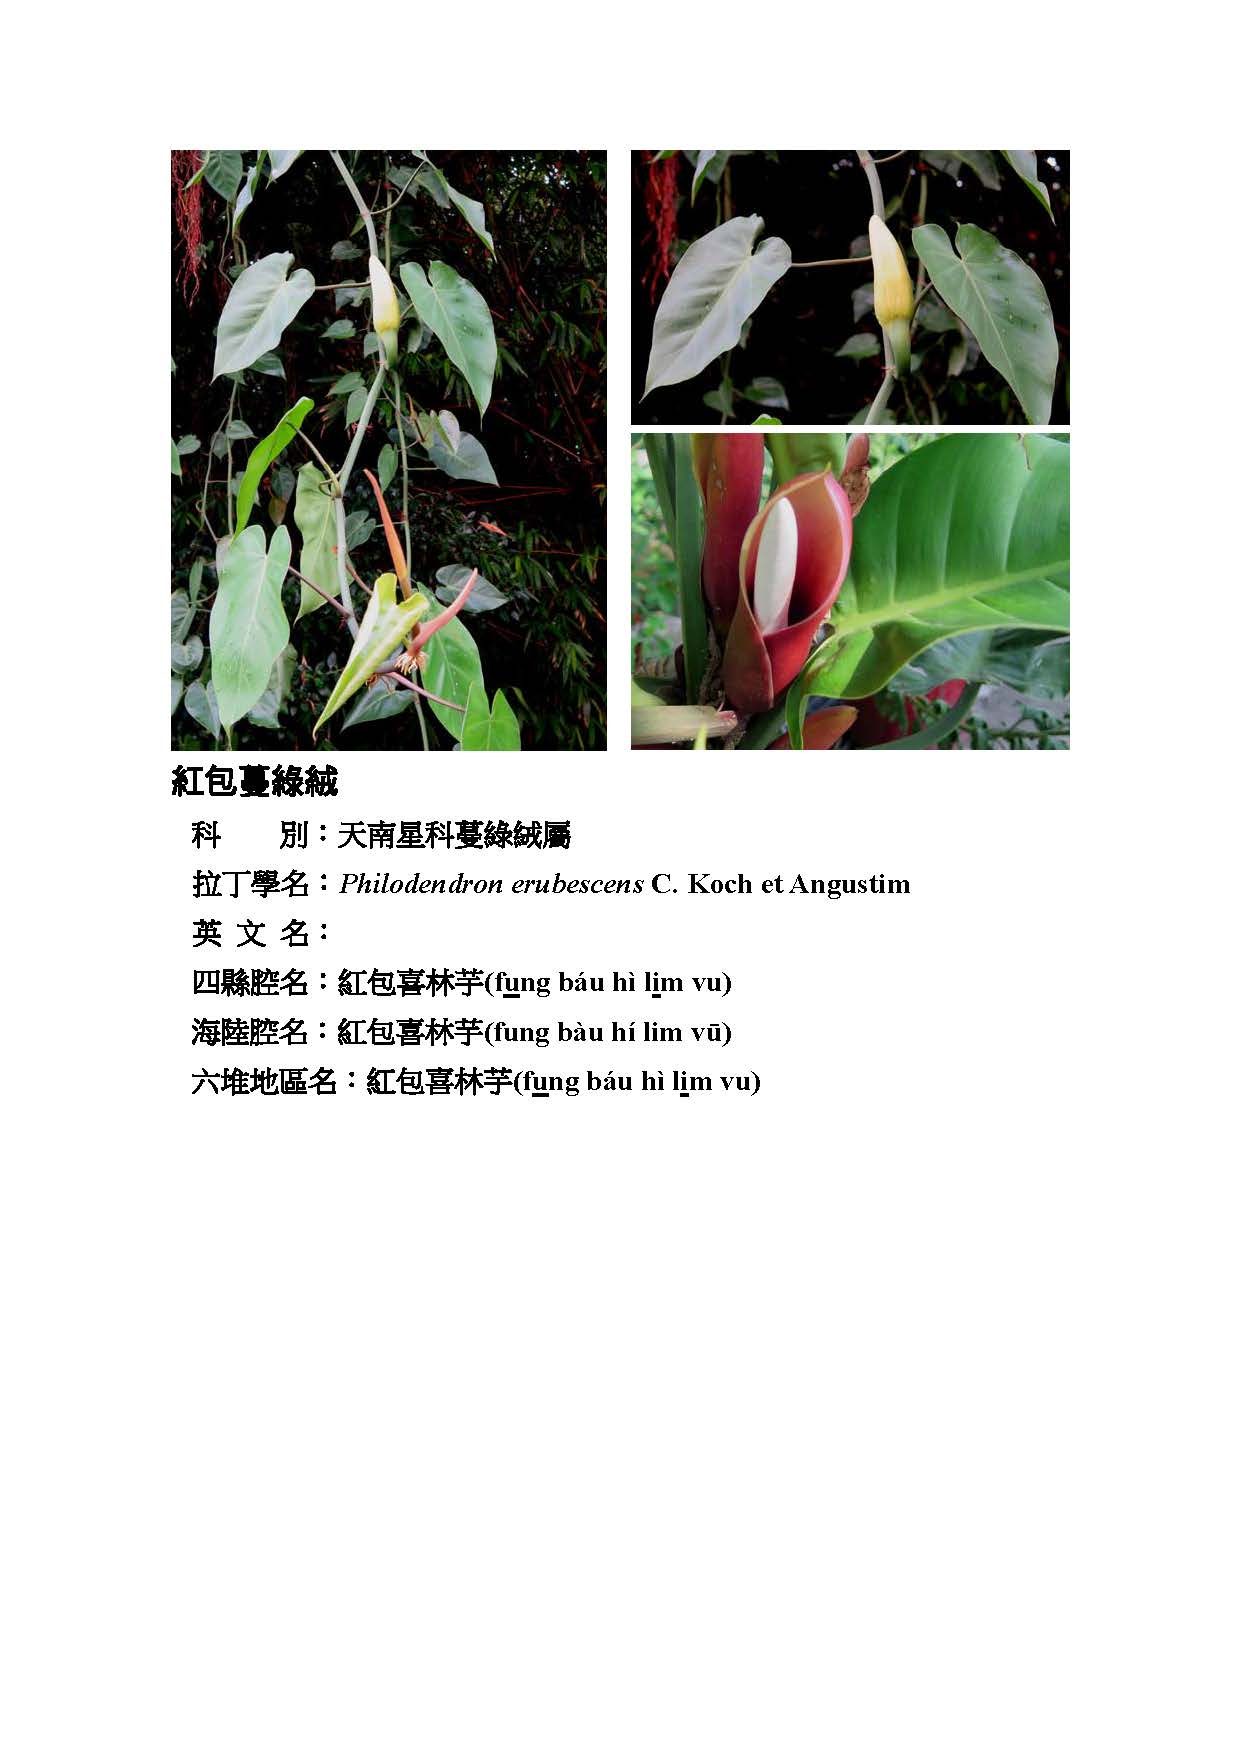 紅包蔓綠絨
科　　別：天南星科蔓綠絨屬
拉丁學名：Philodendron erubescens C. Koch et Angustim
英 文 名：
四縣腔名：紅包喜林芋(fu̲ng báu hì li̲m vu)
海陸腔名：紅包喜林芋(fung bàu hí lim vū)
六堆地區名：紅包喜林芋(fu̲ng báu hì li̲m vu)